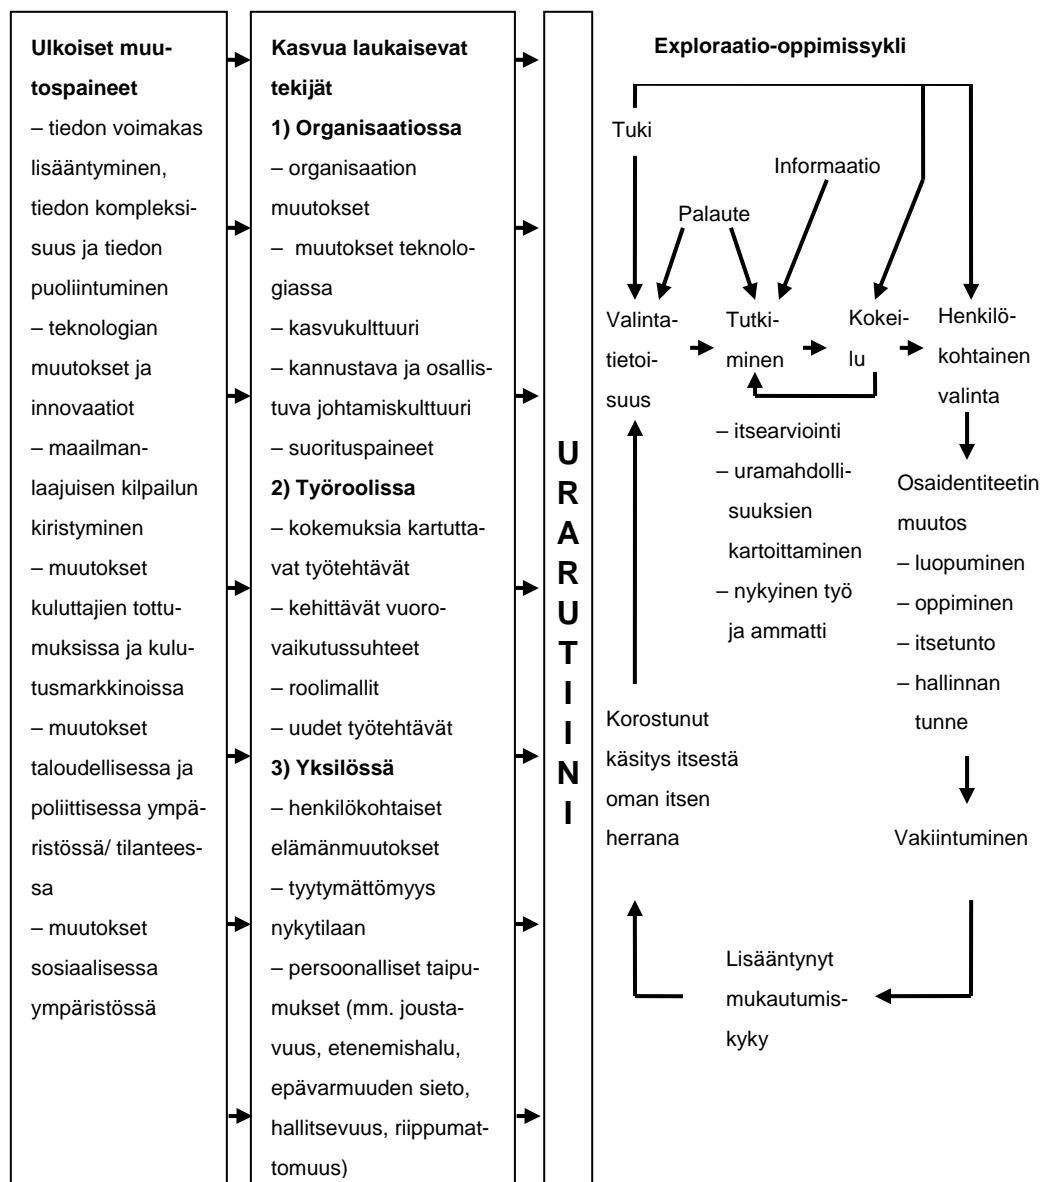 Ulkoiset muu-
tospaineet
– tiedon voimakas
lisääntyminen,
tiedon kompleksi-
suus ja tiedon
puoliintuminen
– teknologian
muutokset ja
innovaatiot
– maailman-
laajuisen kilpailun
kiristyminen
– muutokset
kuluttajien tottu-
muksissa ja kulu-
tusmarkkinoissa
– muutokset
taloudellisessa ja
poliittisessa ympä-
ristössä/ tilantees-
sa
– muutokset
sosiaalisessa
ympäristössä
Kasvua laukaisevat
tekijät
1) Organisaatiossa
– organisaation
muutokset
– muutokset teknolo-
giassa
– kasvukulttuuri
– kannustava ja osallis-
tuva johtamiskulttuuri
– suorituspaineet
2) Työroolissa
– kokemuksia kartutta-
vat työtehtävät
– kehittävät vuoro-
vaikutussuhteet
– roolimallit
– uudet työtehtävät
3) Yksilössä
– henkilökohtaiset
elämänmuutokset
– tyytymättömyys
nykytilaan
– persoonalliset taipu-
mukset (mm. jousta-
vuus, etenemishalu,
epävarmuuden sieto,
hallitsevuus, riippumat-
tomuus)
U
R
A
R
U
T
I
I
N
I
Exploraatio-oppimissykli
Tuki
Informaatio
Palaute
Valinta-
tietoi-
suus
Tutki-
minen
Kokei-
lu
Henkilö-
kohtainen
valinta
– itsearviointi
– uramahdolli-
suuksien
kartoittaminen
– nykyinen työ
ja ammatti
Osaidentiteetin
muutos
– luopuminen
– oppiminen
– itsetunto
– hallinnan
tunne
Korostunut
käsitys itsestä
oman itsen
herrana
Vakiintuminen
Lisääntynyt
mukautumis-
kyky